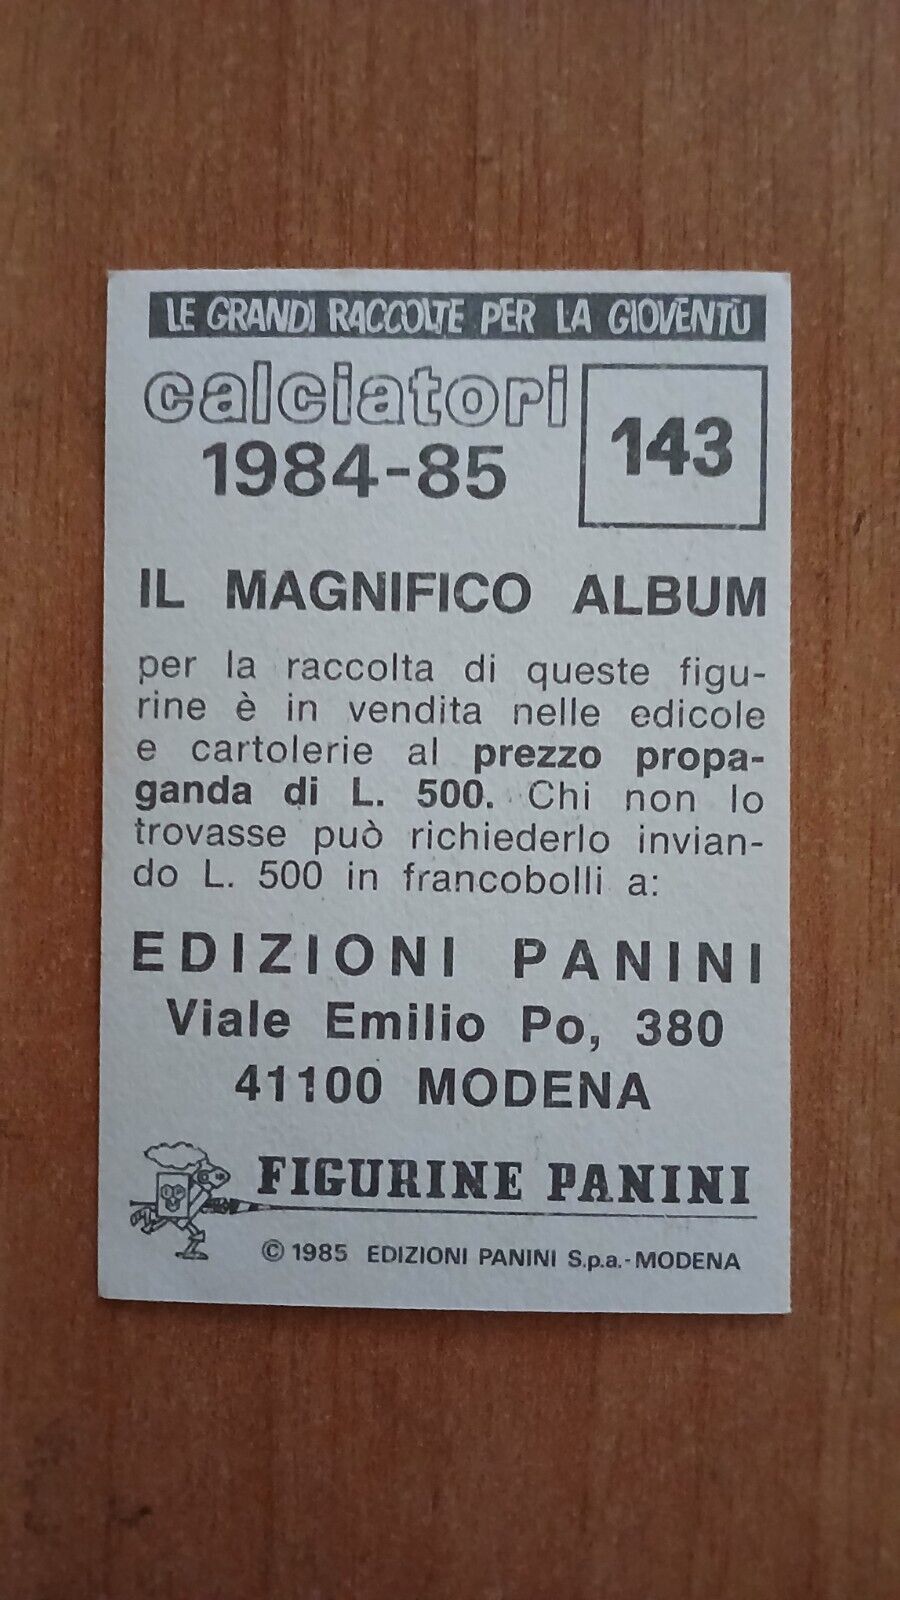 LE GRANDI RACCOLTE PER LA GIOVENTÙ
calciatori
1984-85
143
IL MAGNIFICO ALBUM
per la raccolta di queste figu-
rine è in vendita nelle edicole
e cartolerie al prezzo propa-
ganda di L. 500. Chi non lo
trovasse può richiederlo invian-
do L. 500 in francobolli a:
EDIZIONI PANINI
Viale Emilio Po, 380
41100 MODENA
FIGURINE PANINI
© 1985 EDIZIONI PANINI S.p.a.-MODENA